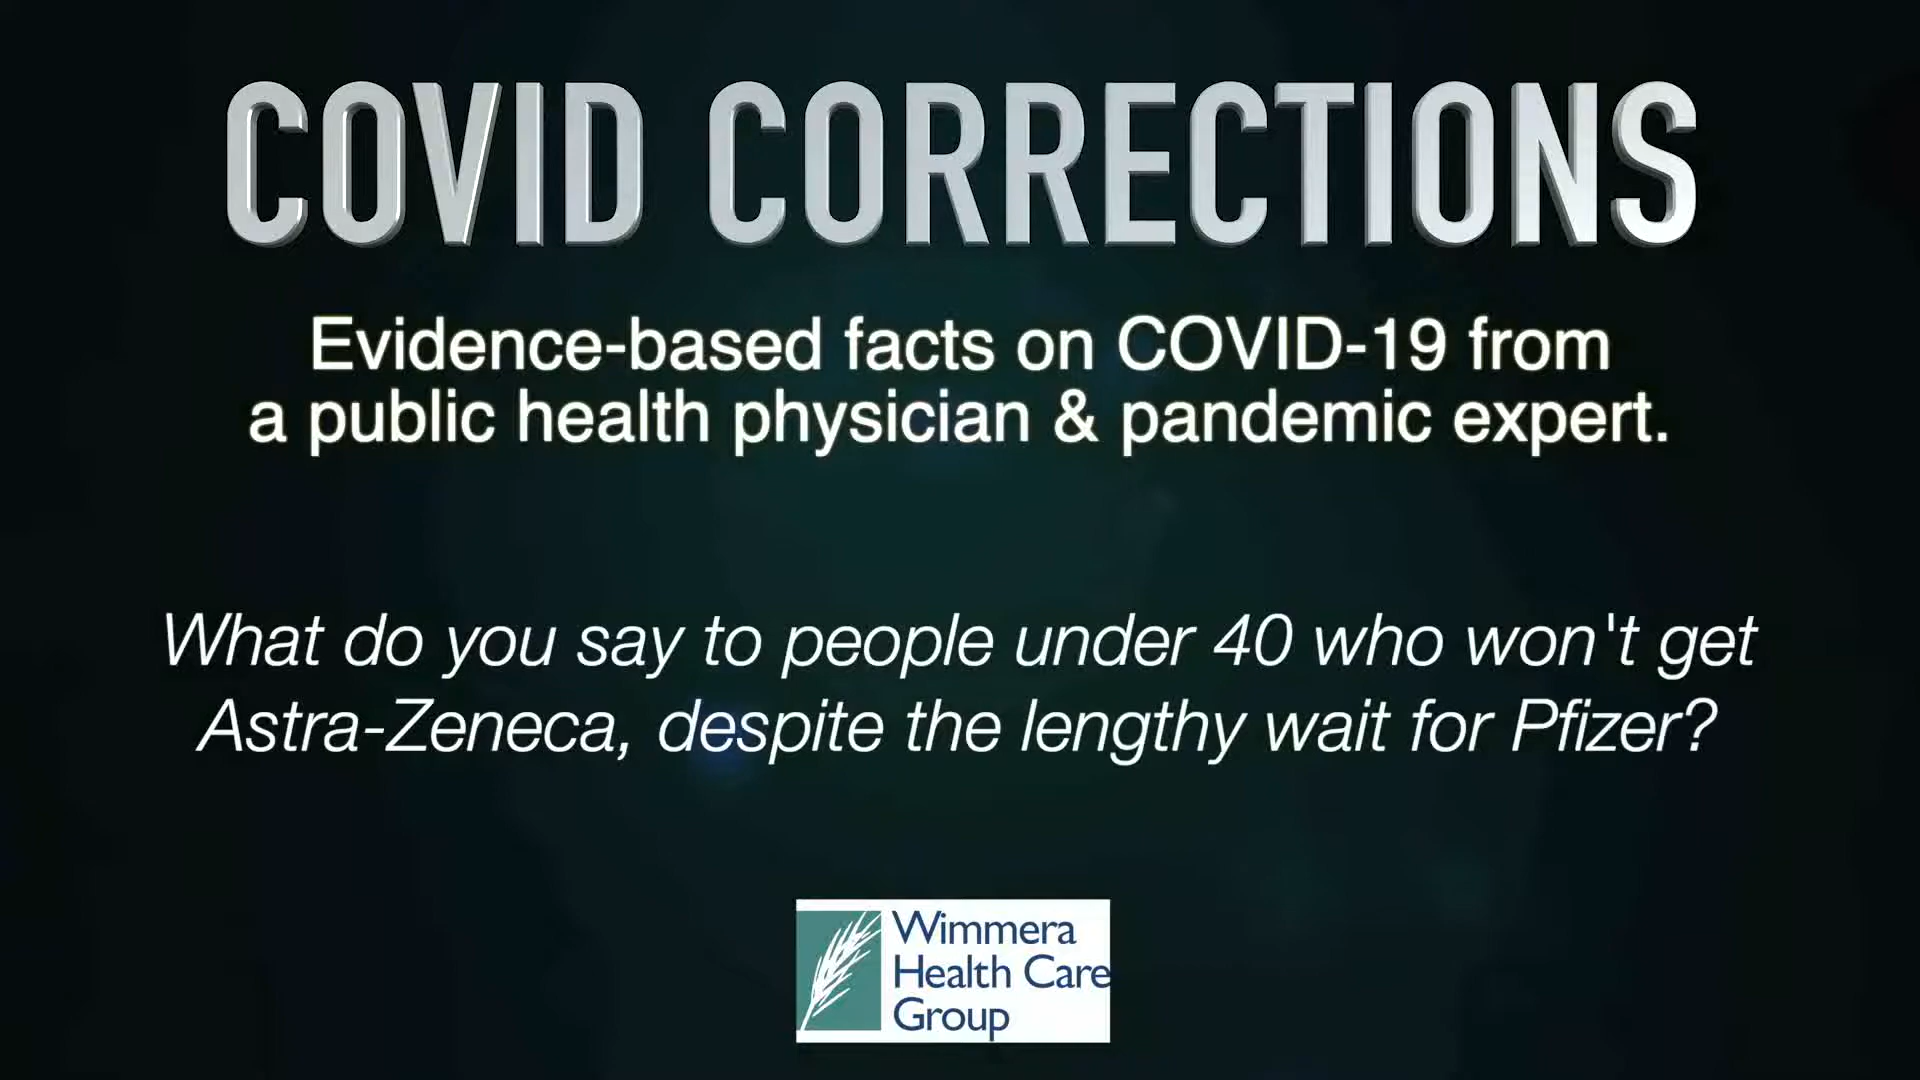 COVID CORRECTIONS
Evidence-based facts on COVID-19 from
a public health physician & pandemic expert.
What do you say to people under 40 who won't get
Astra-Zeneca, despite the lengthy wait for Pfizer?
Wimmera
Health Care
Group